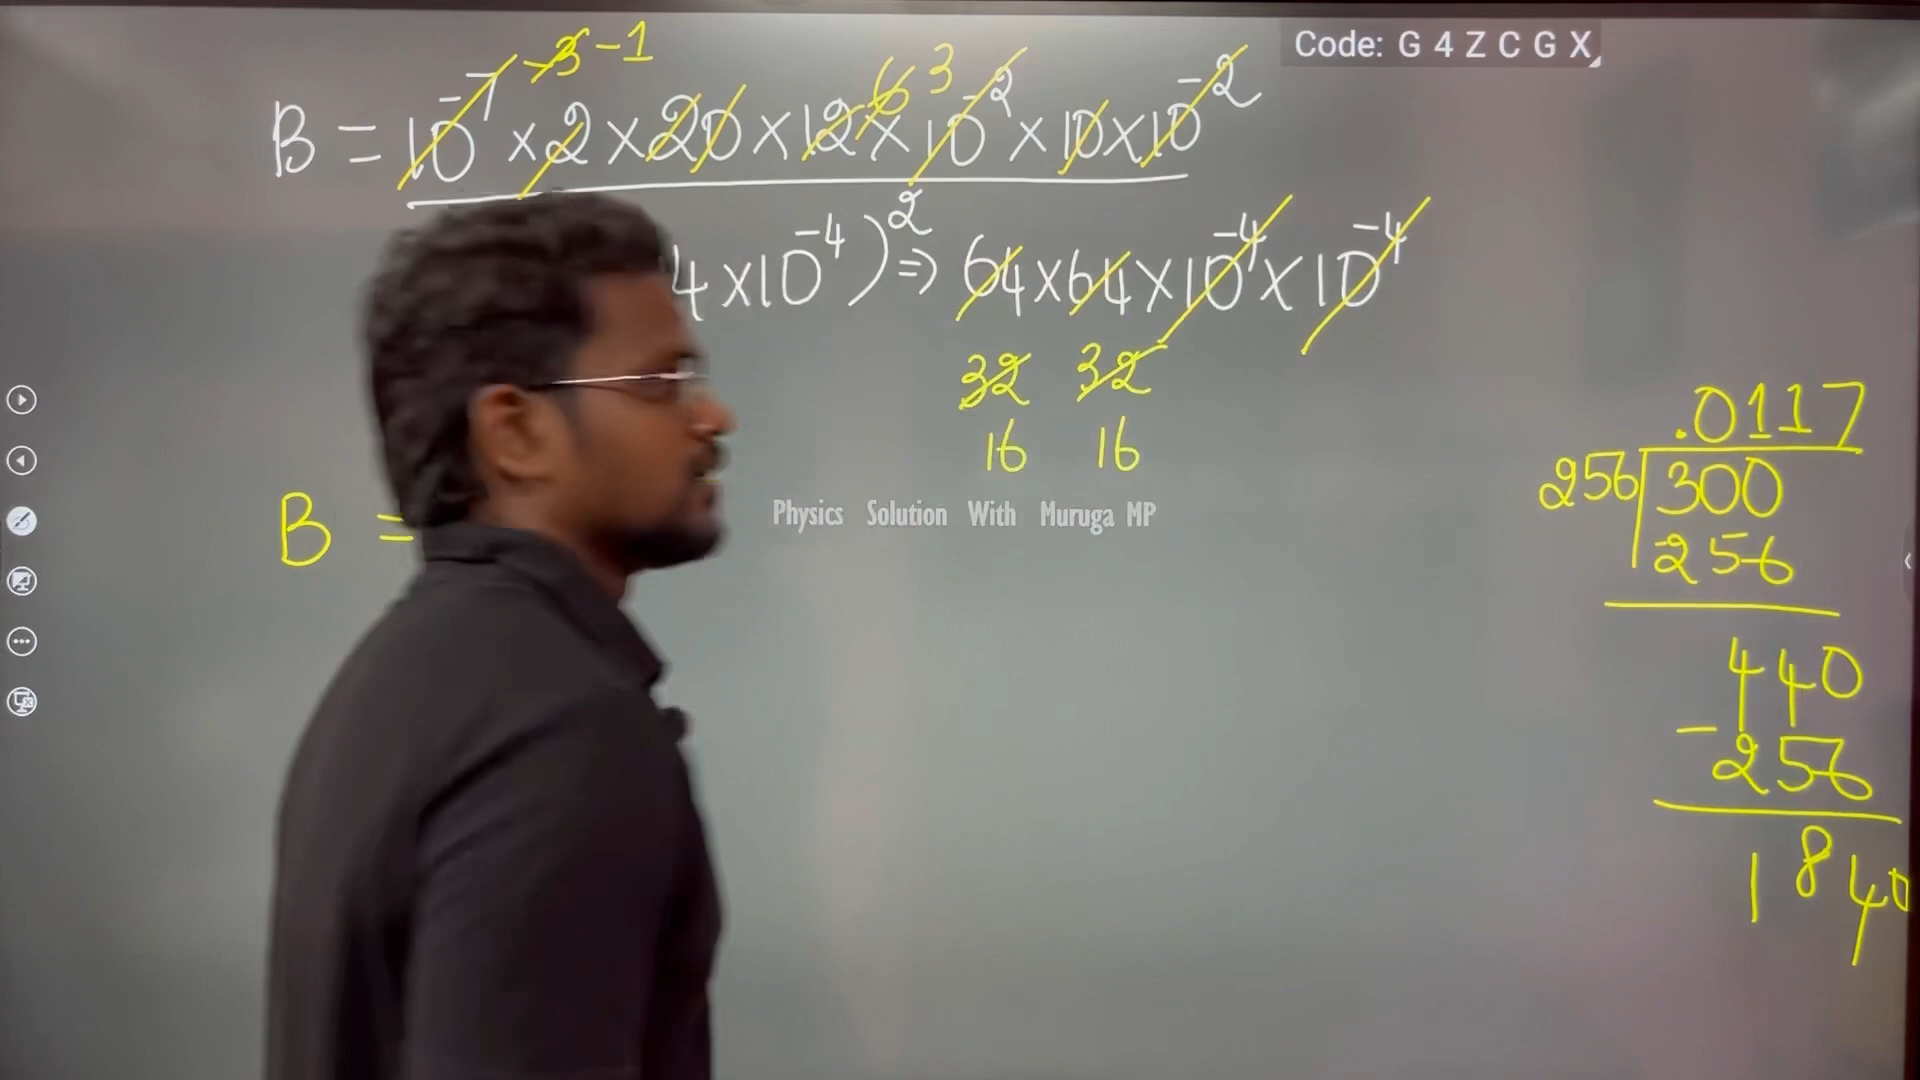 Code: G 4 Z C G X
-3 -1
6 3
B = 10⁻⁷ × 2 × 20 × 12 × 10⁻² × 10 × 10⁻²
4 × 10⁻⁴)² ⇒ 64 × 64 × 10⁻⁴ × 10⁻⁴
32 32
16 16
B =
Physics Solution With Muruga MP
.0117
256 300
256
440
- 256
1840